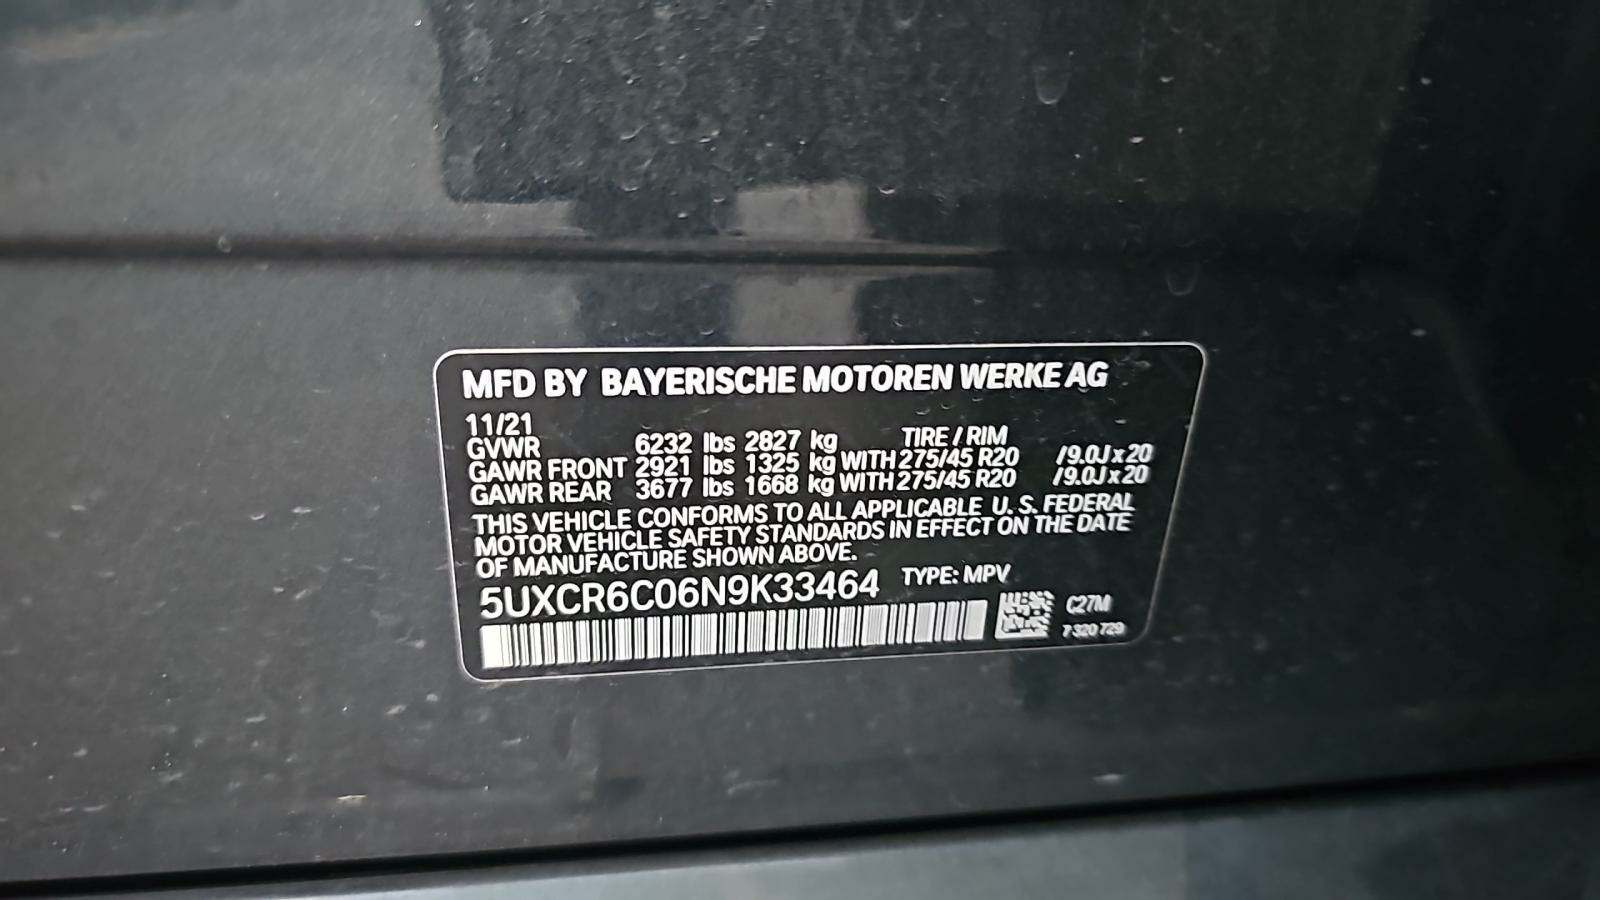 MFD BY BAYERISCHE MOTOREN WERKE AG
11/21
GVWR 6232 lbs 2827 kg TIRE / RIM
GAWR FRONT 2921 lbs 1325 kg WITH 275/45 R20 /9.0J x 20
GAWR REAR 3677 lbs 1668 kg WITH 275/45 R20 /9.0J x 20
THIS VEHICLE CONFORMS TO ALL APPLICABLE U. S. FEDERAL
MOTOR VEHICLE SAFETY STANDARDS IN EFFECT ON THE DATE
OF MANUFACTURE SHOWN ABOVE.
5UXCR6C06N9K33464 TYPE: MPV
C27M
7 320 729